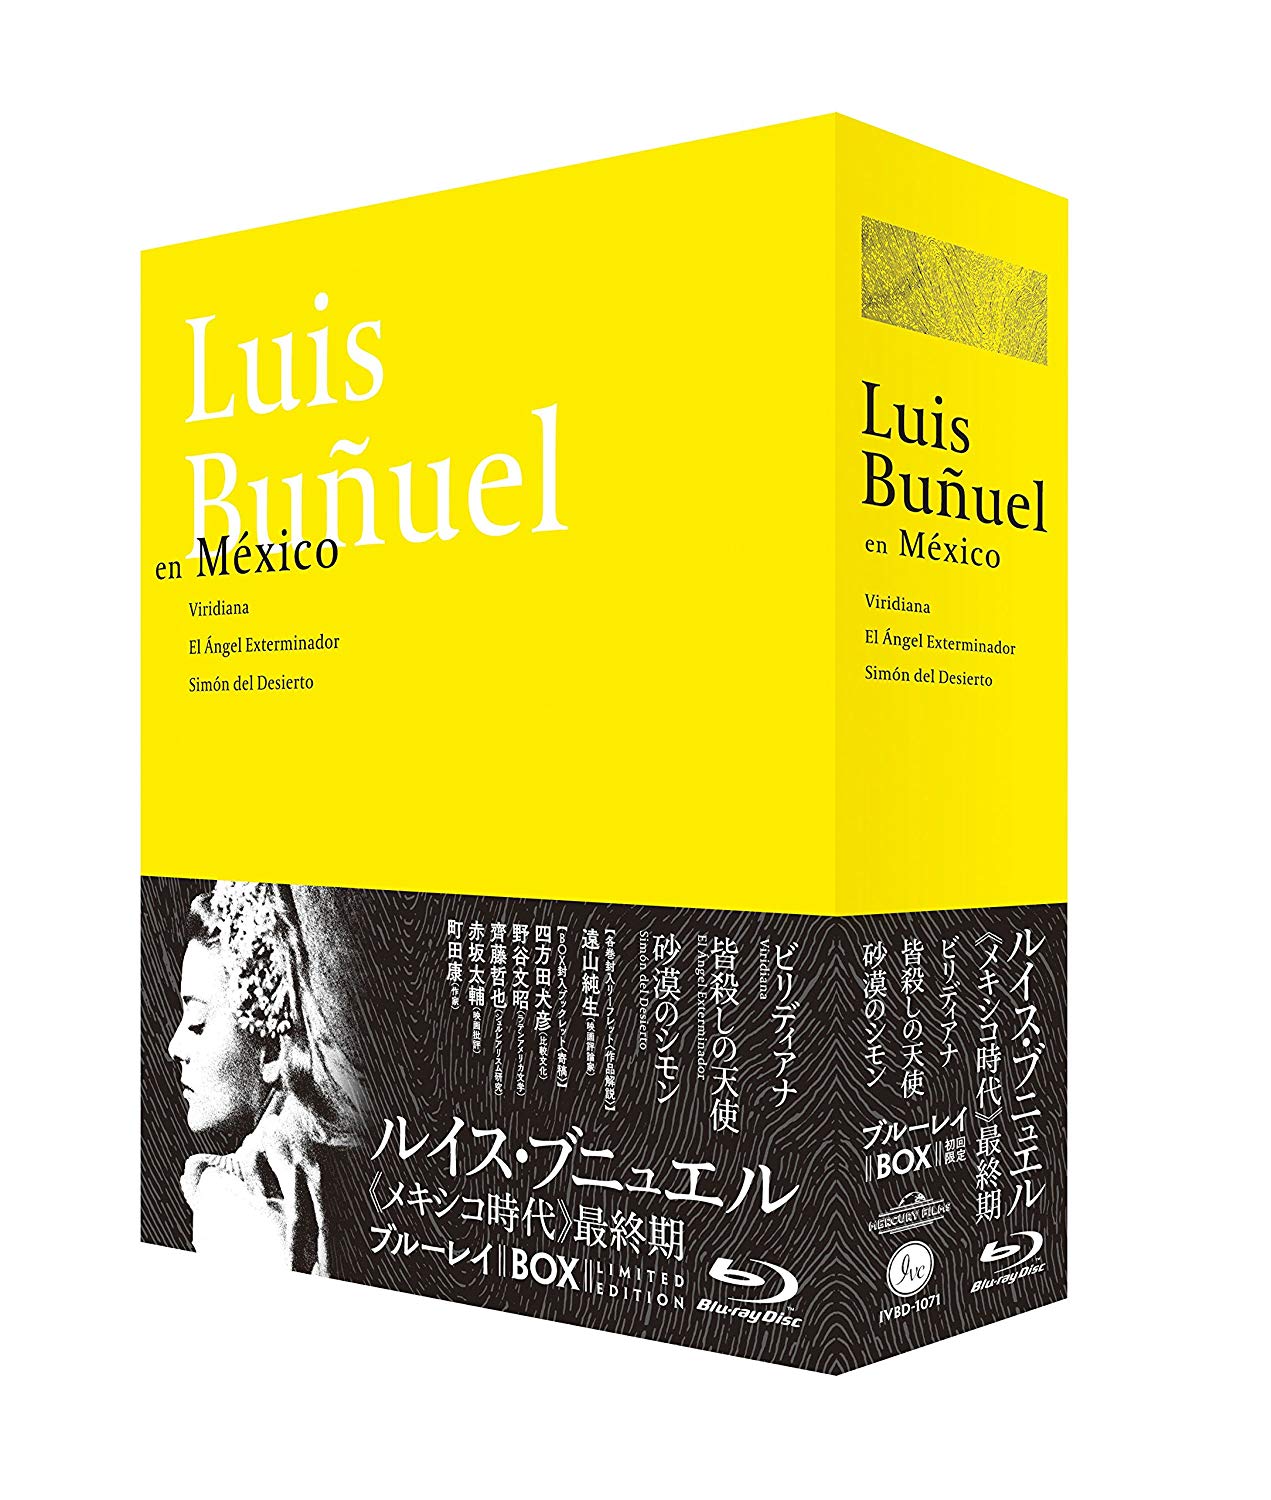 Luis
Buñuel
en México
Viridiana
El Ángel Exterminador
Simón del Desierto
ビリディアナ
Viridiana
皆殺しの天使
El Ángel Exterminador
砂漠のシモン
Simón del Desierto
【各巻封入リーフレット〈作品解説〉】
遠山純生(映画評論家)
【BOX封入ブックレット〈寄稿〉】
四方田犬彦(比較文化)
野谷文昭(ラテンアメリカ文学)
齊藤哲也(シュルレアリスム研究)
赤坂太輔(映画批評)
町田康(作家)
ルイス・ブニュエル
《メキシコ時代》最終期
ブルーレイ||BOX||LIMITED EDITION
Blu-ray Disc™
Luis
Buñuel
en México
Viridiana
El Ángel Exterminador
Simón del Desierto
ルイス・ブニュエル
《メキシコ時代》最終期
ビリディアナ
皆殺しの天使
砂漠のシモン
ブルーレイ
||BOX||初回限定
MERCURY FILMS
ivc
IVBD-1071
Blu-ray Disc